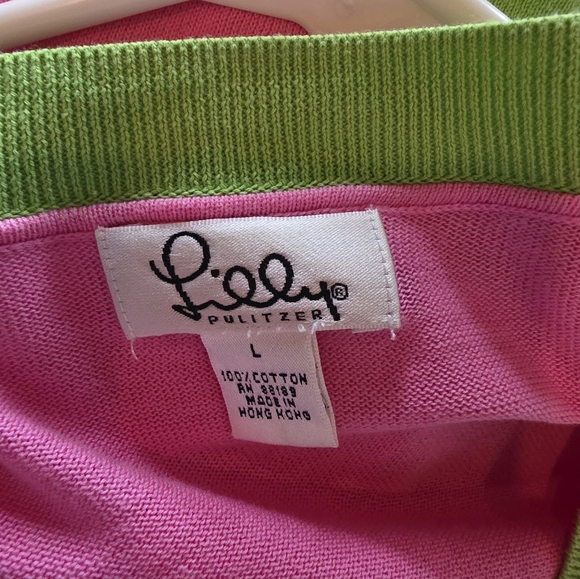 Lilly®
PULITZER
L
100% COTTON
RN 88189
MADE IN
HONG KONG